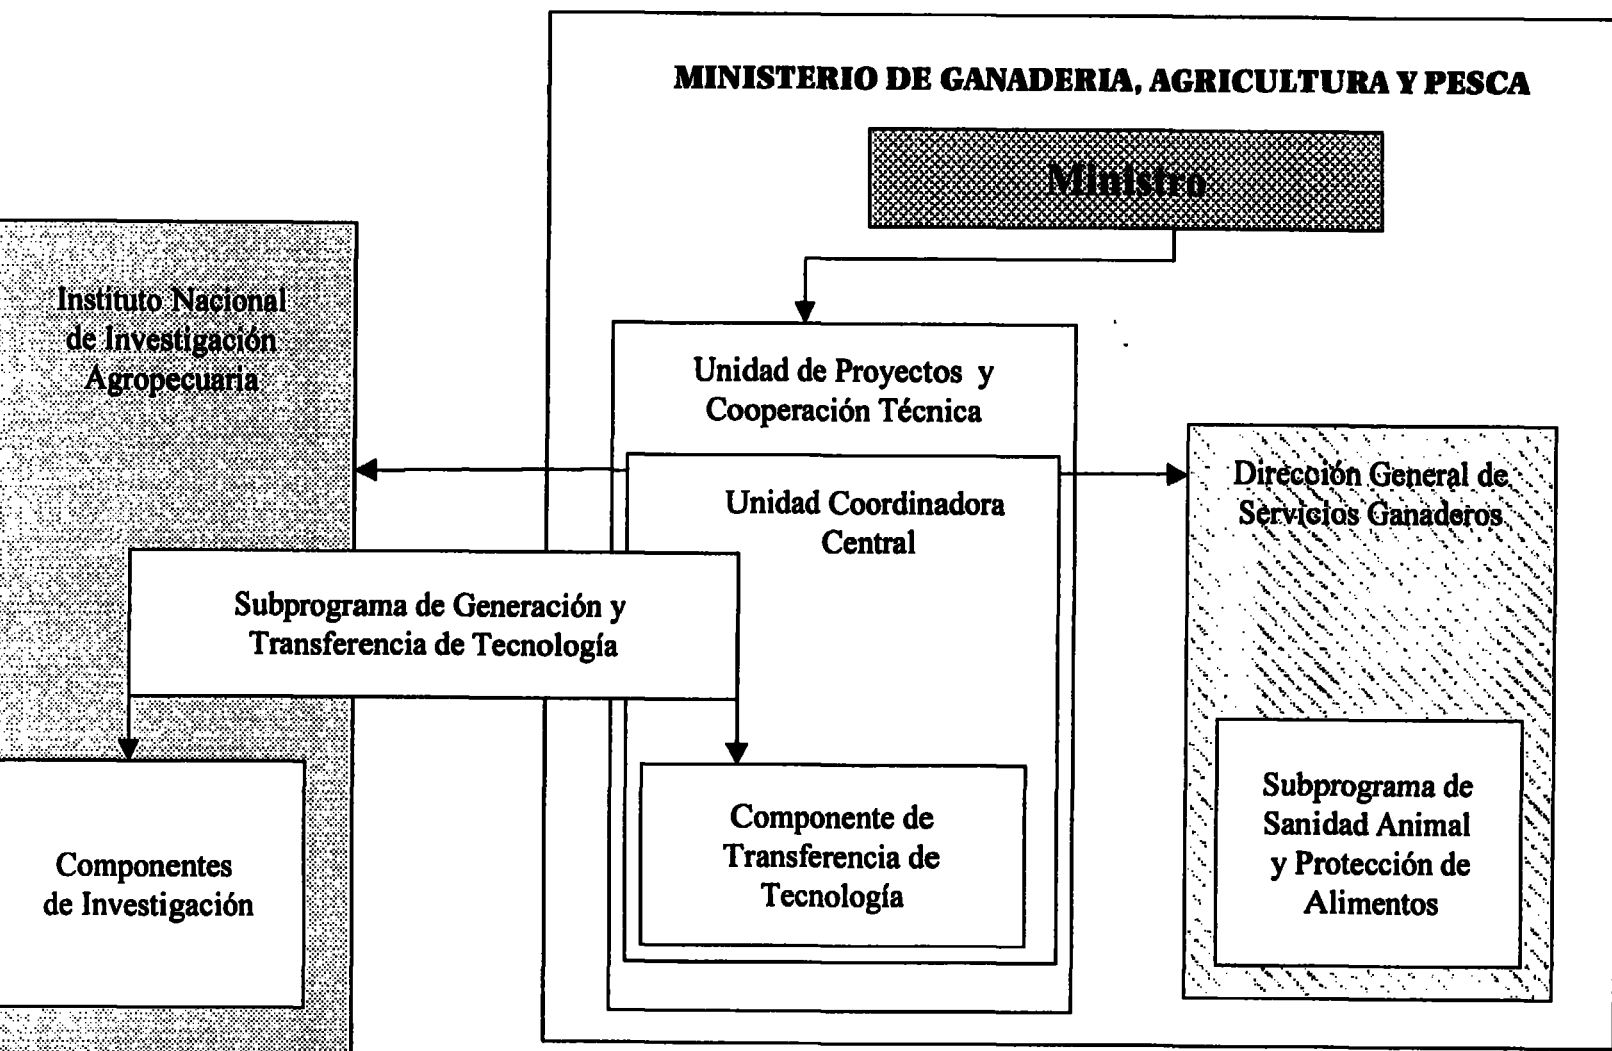 MINISTERIO DE GANADERIA, AGRICULTURA Y PESCA
Ministro
Instituto Nacional
de Investigación
Agropecuaria
Unidad de Proyectos y
Cooperación Técnica
Unidad Coordinadora
Central
Dirección General de
Servicios Ganaderos
Subprograma de Generación y
Transferencia de Tecnología
Componentes
de Investigación
Componente de
Transferencia de
Tecnología
Subprograma de
Sanidad Animal
y Protección de
Alimentos